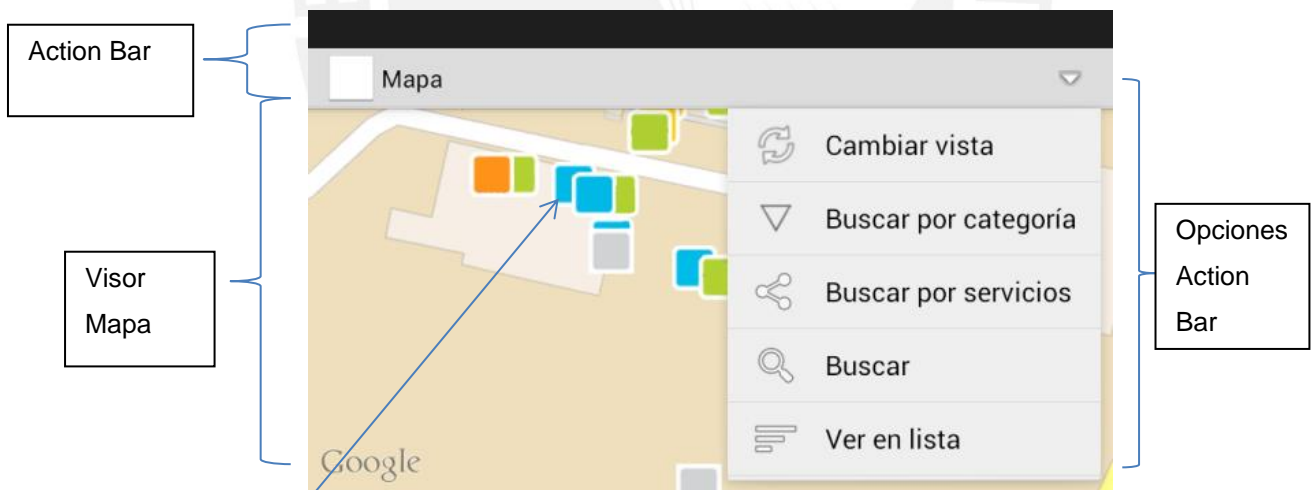 Action Bar
Mapa
Cambiar vista
Buscar por categoría
Buscar por servicios
Buscar
Ver en lista
Visor
Mapa
Opciones
Action
Bar
Google